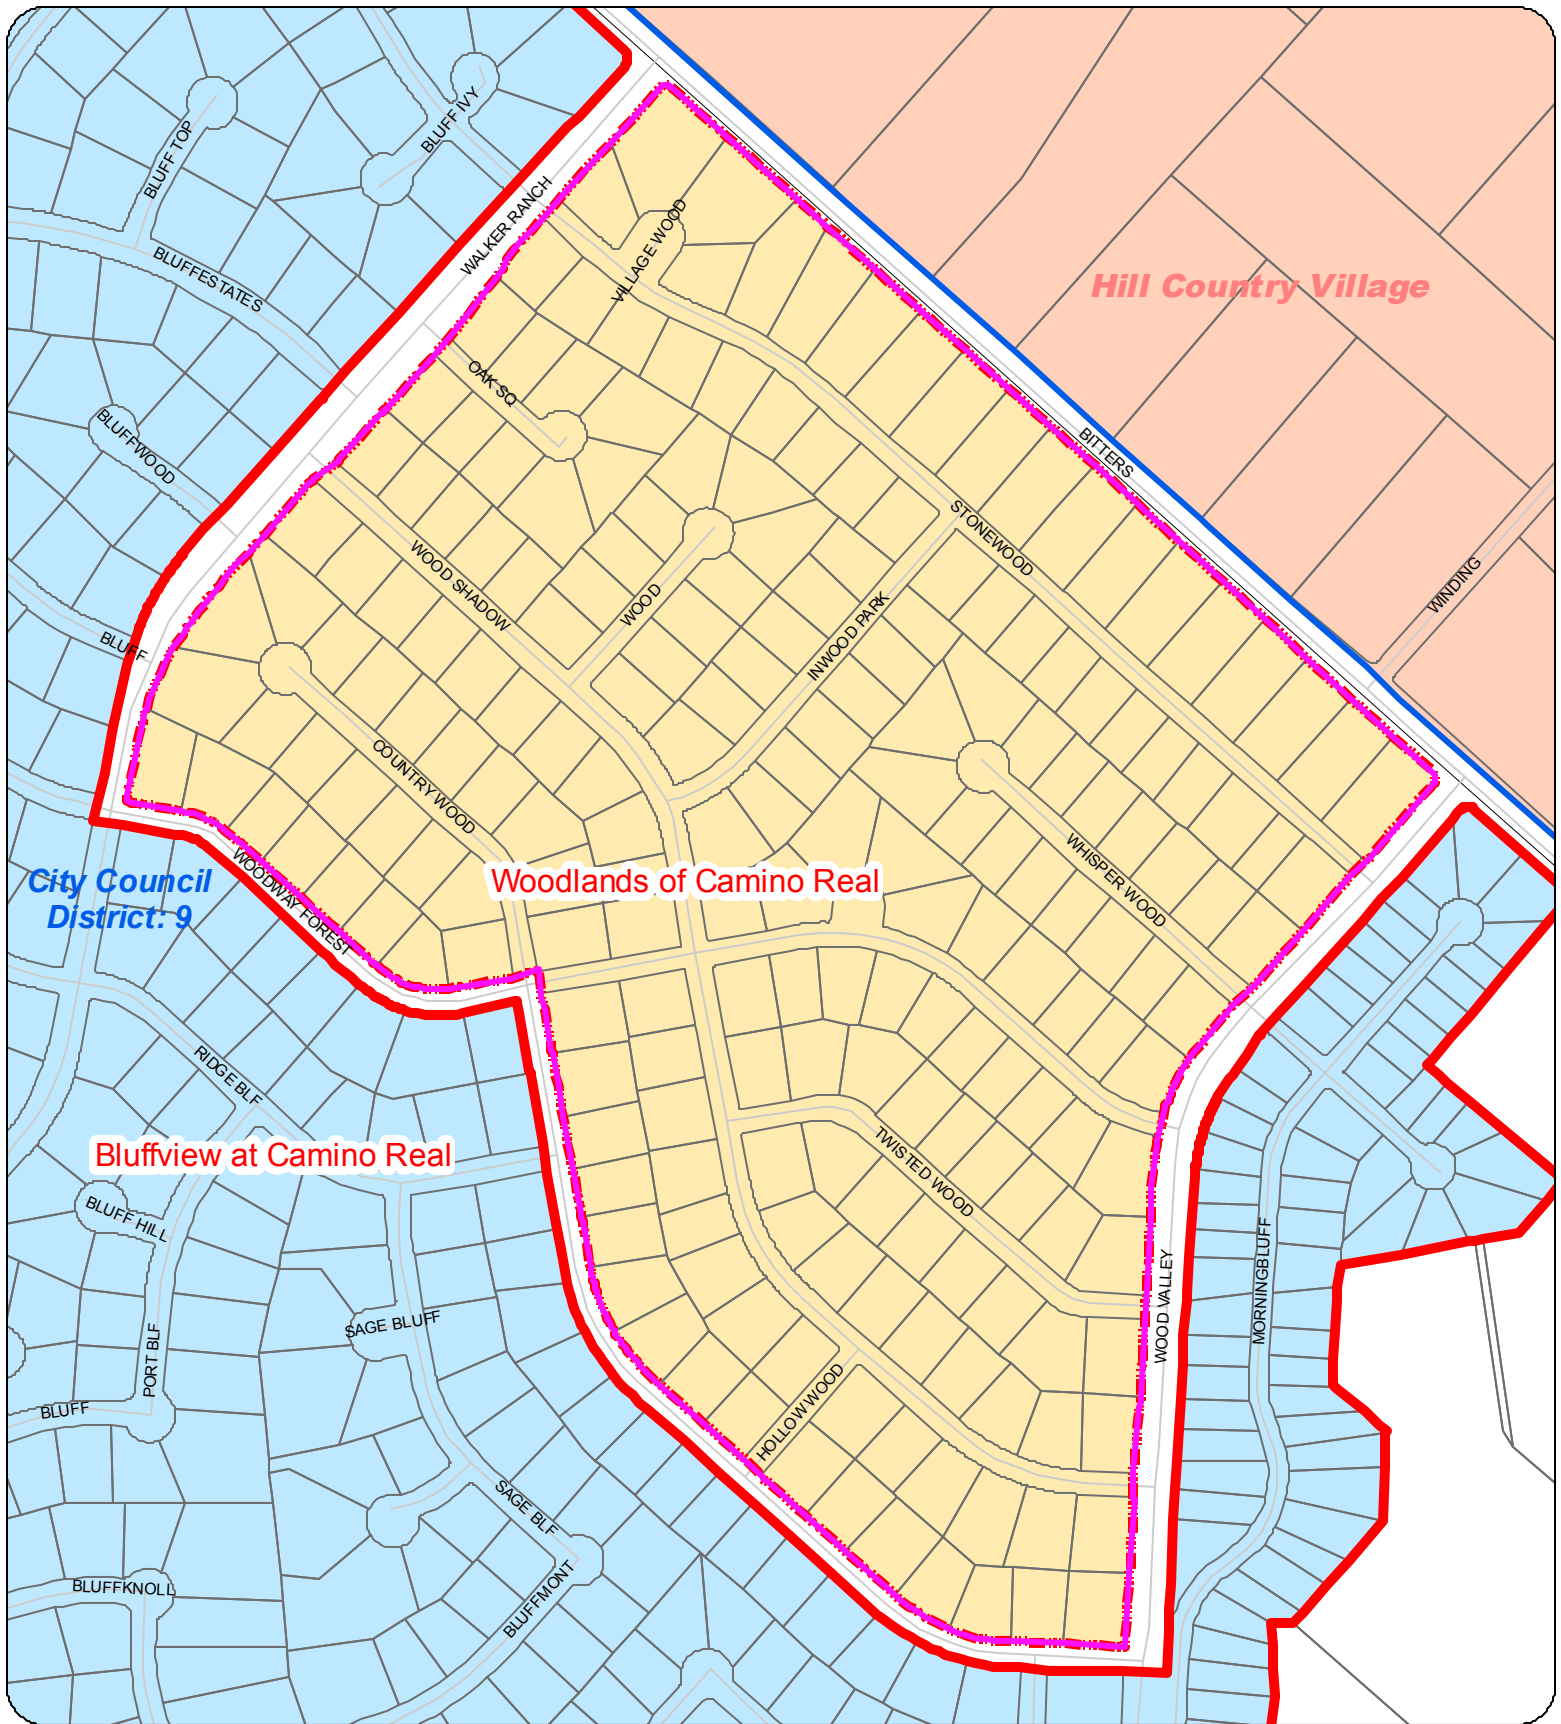 BLUFF IVY
BLUFF TOP
WALKER RANCH
VILLAGE WOOD
BLUFFESTATES
Hill Country Village
OAK SQ
BLUFFWOOD
BITTERS
STONEWOOD
WOOD SHADOW
WOOD
INWOOD PARK
WINDING
BLUFF
COUNTRY WOOD
WHISPER WOOD
WOODWAY FOREST
City Council
District: 9
Woodlands of Camino Real
RIDGE BLF
Bluffview at Camino Real
TWISTED WOOD
BLUFF HILL
WOOD VALLEY
MORNINGBLUFF
SAGE BLUFF
PORT BLF
HOLLOW WOOD
BLUFF
SAGE BLF
BLUFFKNOLL
BLUFFMONT